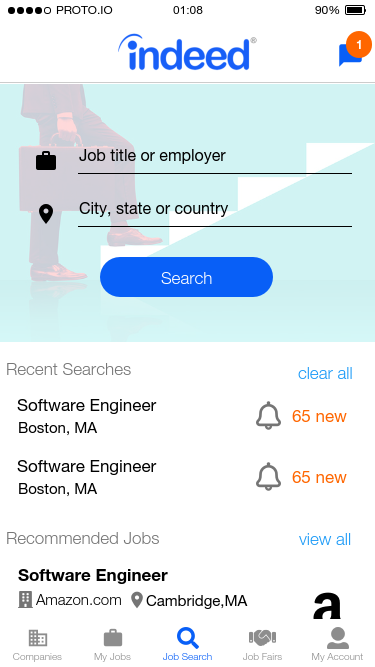 PROTO.IO 01:08 90%
indeed®
1
Job title or employer
City, state or country
Search
Recent Searches clear all
Software Engineer
Boston, MA
65 new
Software Engineer
Boston, MA
65 new
Recommended Jobs view all
Software Engineer
Amazon.com Cambridge,MA
a
Companies My Jobs Job Search Job Fairs My Account